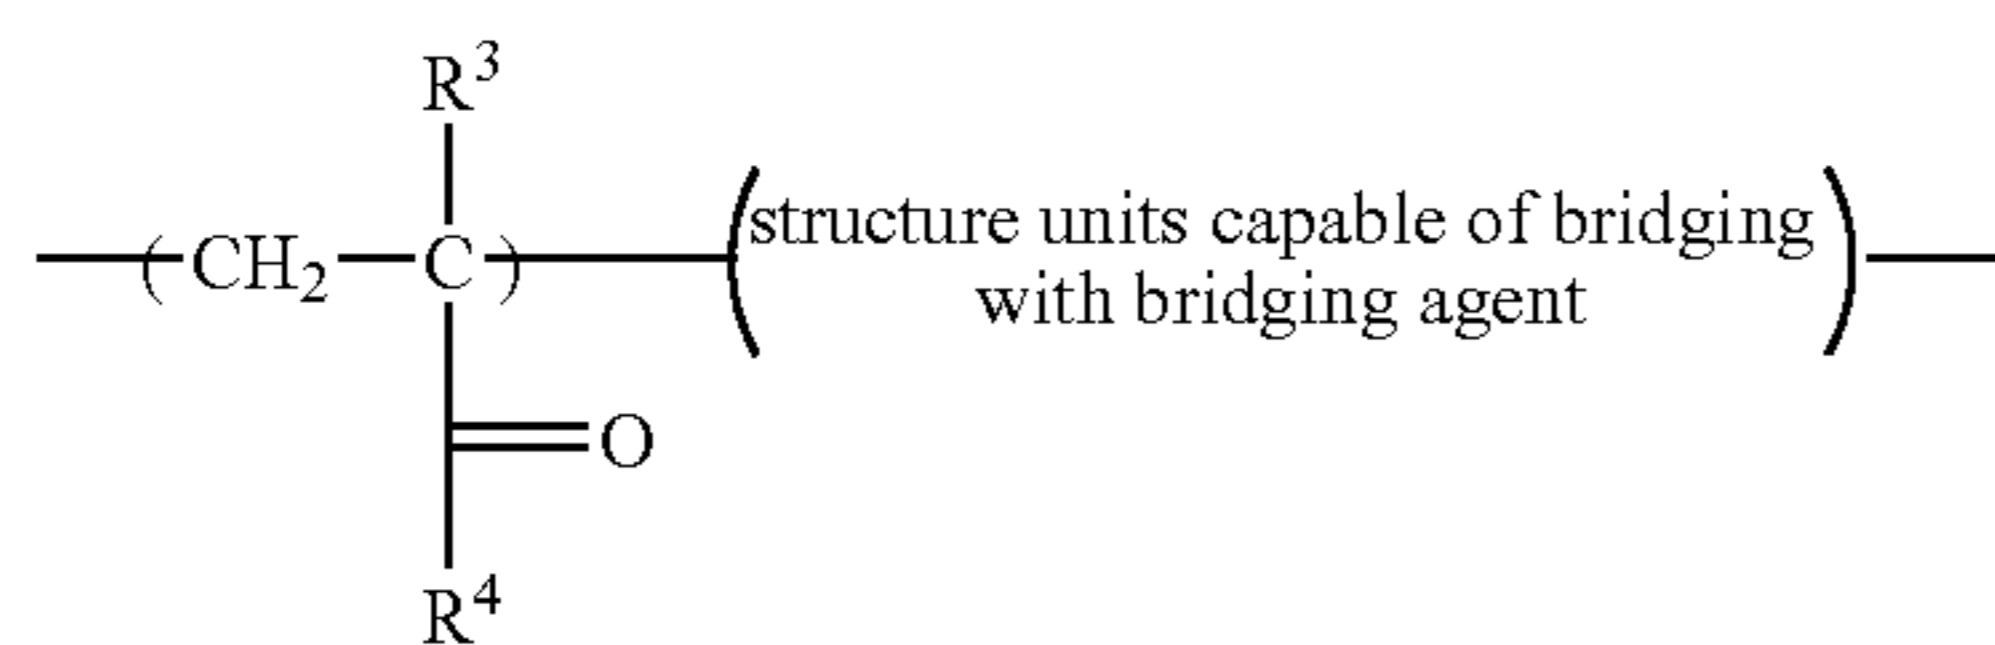 R³
(CH₂—C)
structure units capable of bridging
with bridging agent
O
R⁴